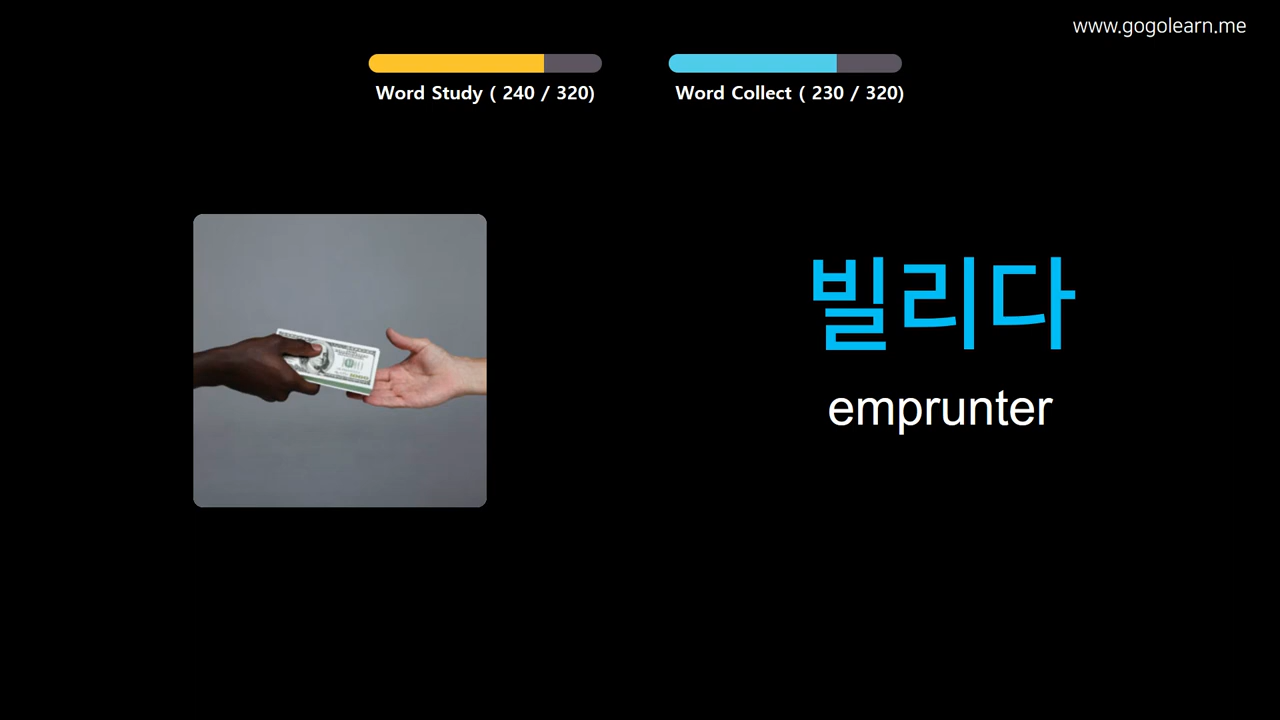 www.gogolearn.me
Word Study ( 240 / 320)
Word Collect ( 230 / 320)
빌리다
emprunter